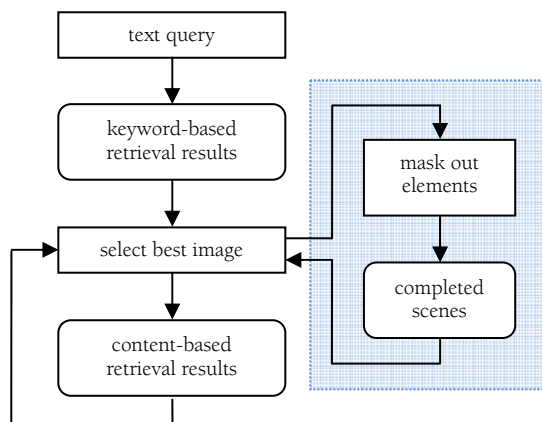 text query
keyword-based
retrieval results
select best image
content-based
retrieval results
mask out
elements
completed
scenes